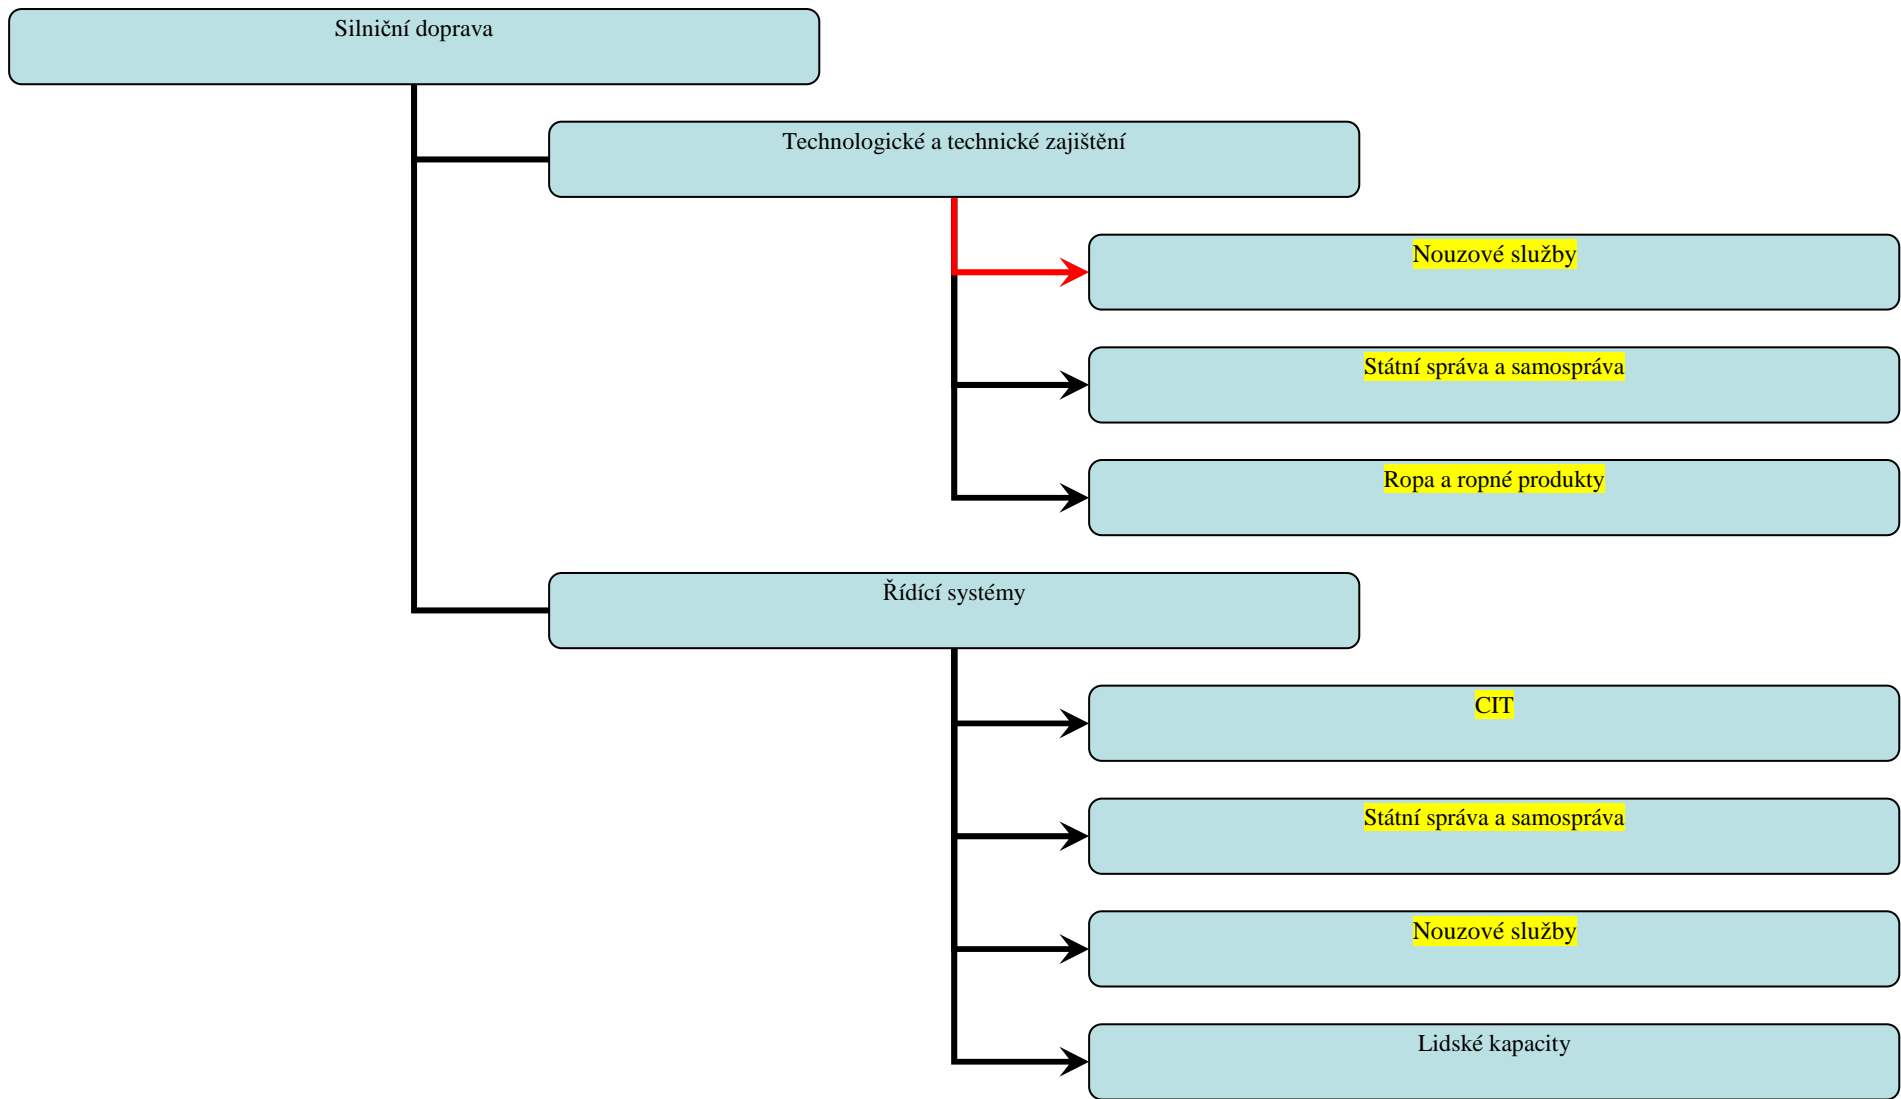 Silniční doprava
Technologické a technické zajištění
Nouzové služby
Státní správa a samospráva
Ropa a ropné produkty
Řídící systémy
CIT
Státní správa a samospráva
Nouzové služby
Lidské kapacity